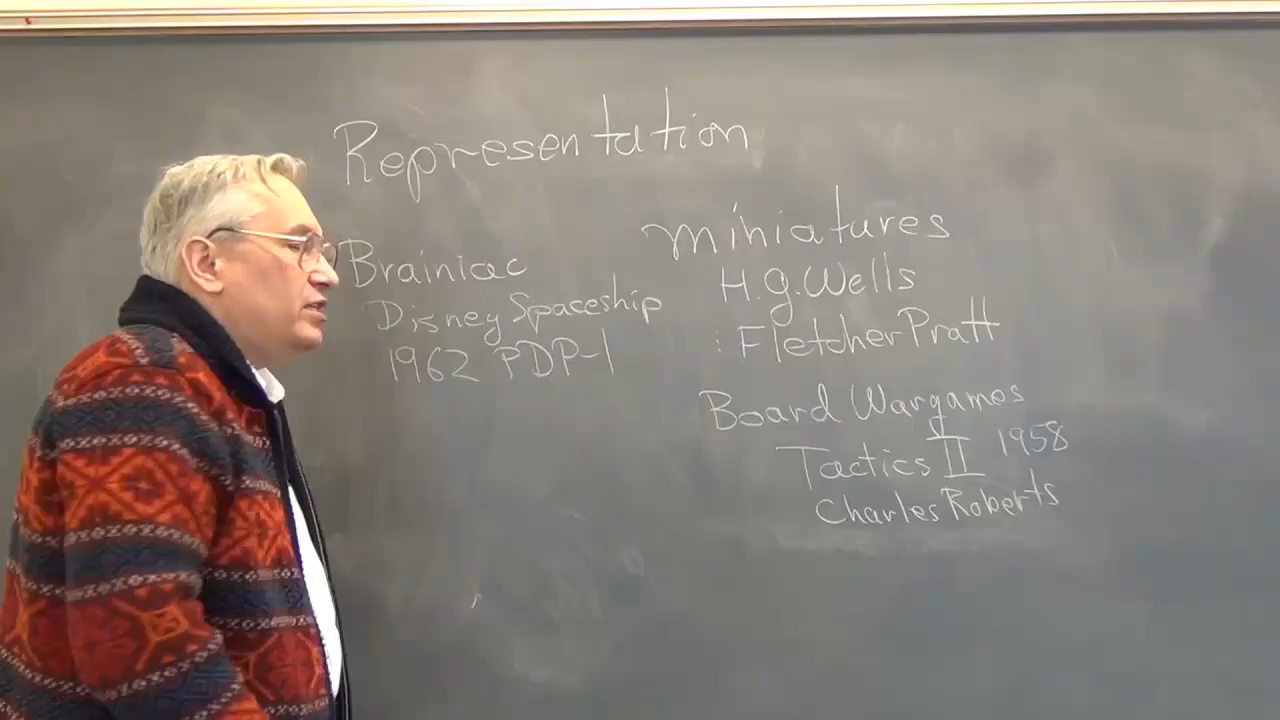 Representation
Brainiac
Disney Spaceship
1962 PDP-1
miniatures
H.G. Wells
: Fletcher Pratt
Board Wargames
Tactics II 1958
Charles Roberts